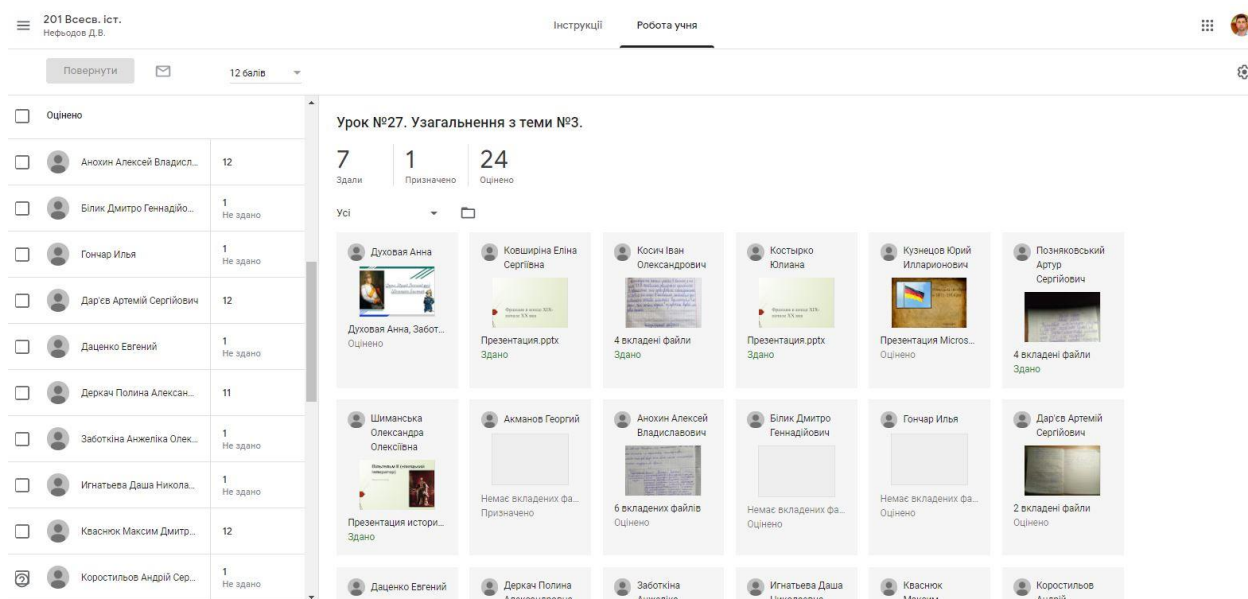 201 Всесв. іст.
Нефьодов Д.В.
Інструкції
Робота учня
Повернути
12 балів
Оцінено
Анохин Алексей Владисл... 12
Білик Дмитро Геннадійо... 1
Не здано
Гончар Илья 1
Не здано
Дар'єв Артемій Сергійович 12
Даценко Евгений 1
Не здано
Деркач Полина Алексан... 11
Заботкіна Анжеліка Олек... 1
Не здано
Игнатьева Даша Никола... 1
Не здано
Кваснюк Максим Дмитр... 12
Коростильов Андрій Сер... 1
Не здано
Урок №27. Узагальнення з теми №3.
7 1 24
Здали Призначено Оцінено
Усі
Духовая Анна
Духовая Анна, Забот...
Оцінено
Ковширіна Еліна
Сергіївна
Презентация.pptx
Здано
Косич Іван
Олександрович
4 вкладені файли
Здано
Костырко
Юлиана
Презентация.pptx
Здано
Кузнецов Юрий
Илларионович
Презентация Micros...
Оцінено
Позняковський
Артур
Сергійович
4 вкладені файли
Здано
Шиманська
Олександра
Олексіївна
Презентация истори...
Здано
Акманов Георгий
Немає вкладених фа...
Призначено
Анохин Алексей
Владиславович
6 вкладених файлів
Оцінено
Білик Дмитро
Геннадійович
Немає вкладених фа...
Оцінено
Гончар Илья
Немає вкладених фа...
Оцінено
Дар'єв Артемій
Сергійович
2 вкладені файли
Оцінено
Даценко Евгений
Деркач Полина
Заботкіна
Игнатьева Даша
Кваснюк
Коростильов